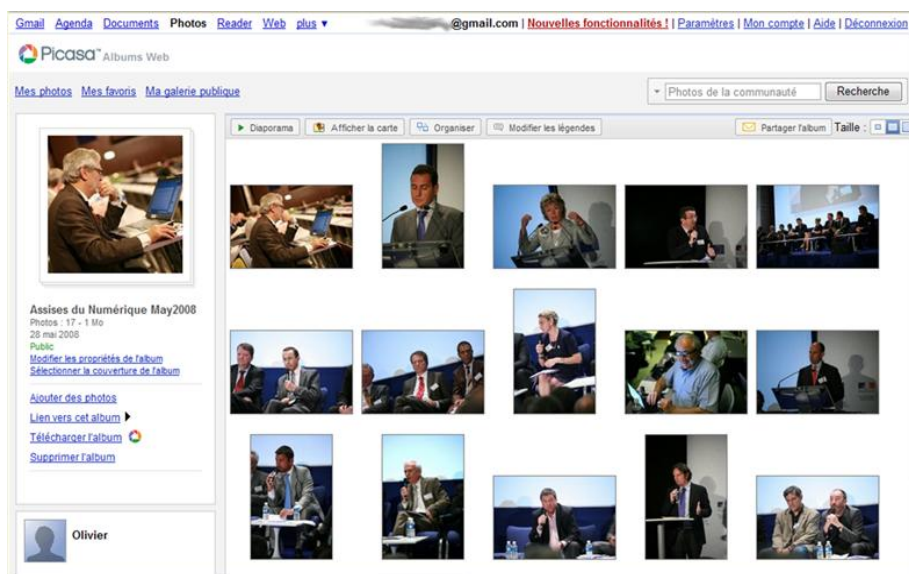 Gmail Agenda Documents Photos Reader Web plus ▼ @gmail.com | Nouvelles fonctionnalités ! | Paramètres | Mon compte | Aide | Déconnexion
Picasa™ Albums Web
Mes photos Mes favoris Ma galerie publique
Photos de la communauté Recherche
Diaporama Afficher la carte Organiser Modifier les légendes Partager l'album Taille :
Assises du Numérique May2008
Photos : 17 - 1 Mo
28 mai 2008
Public
Modifier les propriétés de l'album
Sélectionner la couverture de l'album
Ajouter des photos
Lien vers cet album
Télécharger l'album
Supprimer l'album
Olivier